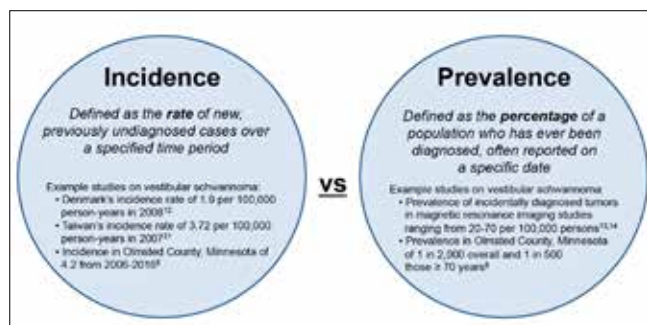 Incidence
Defined as the rate of new,
previously undiagnosed cases over
a specified time period
Example studies on vestibular schwannoma:
• Denmark's incidence rate of 1.9 per 100,000
person-years in 2008
• Taiwan's incidence rate of 3.72 per 100,000
person-years in 2007
• Incidence in Olmsted County, Minnesota of
4.2 from 2006-2016
vs
Prevalence
Defined as the percentage of a
population who has ever been
diagnosed, often reported on
a specific date
Example studies on vestibular schwannoma:
• Prevalence of incidentally diagnosed tumors
in magnetic resonance imaging studies
ranging from 20-70 per 100,000 persons
• Prevalence in Olmsted County, Minnesota
of 1 in 2,000 overall and 1 in 500
those ≥ 70 years